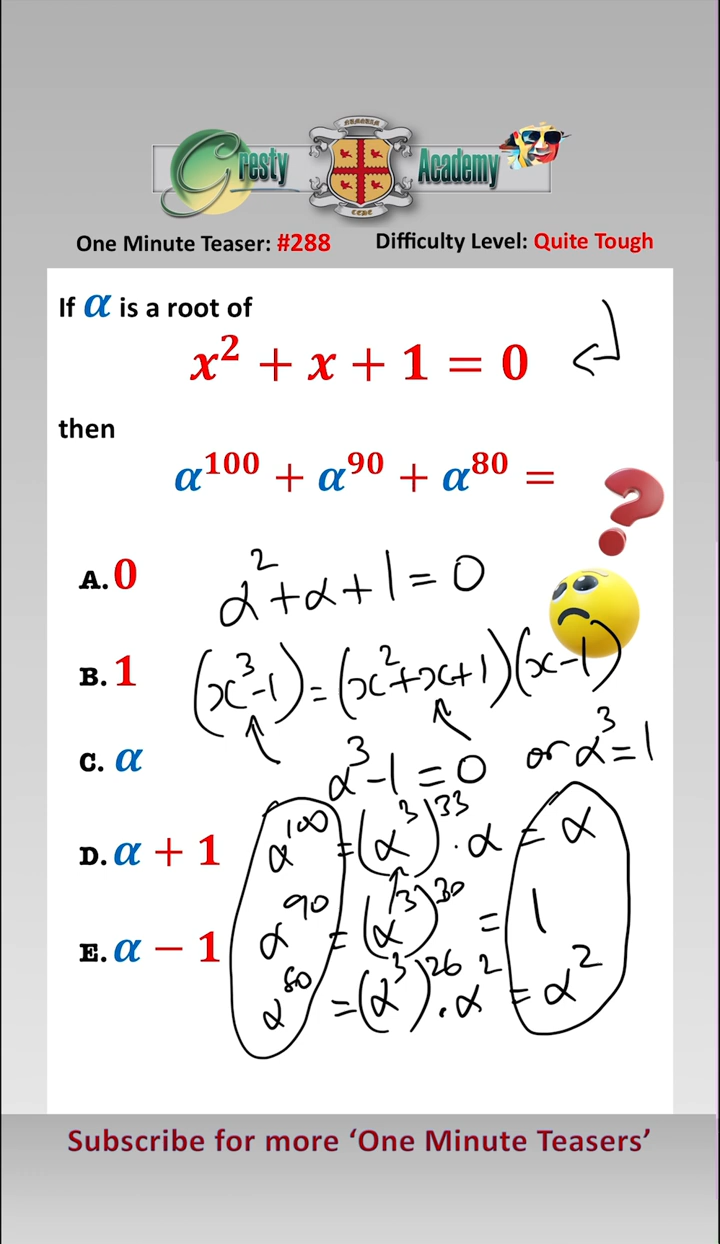 MEMORIAM
Gresty Academy
CERC
One Minute Teaser: #288 Difficulty Level: Quite Tough
If α is a root of
x² + x + 1 = 0
then
α¹⁰⁰ + α⁹⁰ + α⁸⁰ =
?
A. 0
α² + α + 1 = 0
B. 1
(x³-1) = (x²+x+1)(x-1)
C. α
α³-1 = 0 or α³ = 1
D. α + 1
α¹⁰⁰ = (α³)³³ . α = α
E. α − 1
α⁹⁰ = (α³)³⁰ = 1
α⁸⁰ = (α³)²⁶ . α² = α²
Subscribe for more ‘One Minute Teasers’